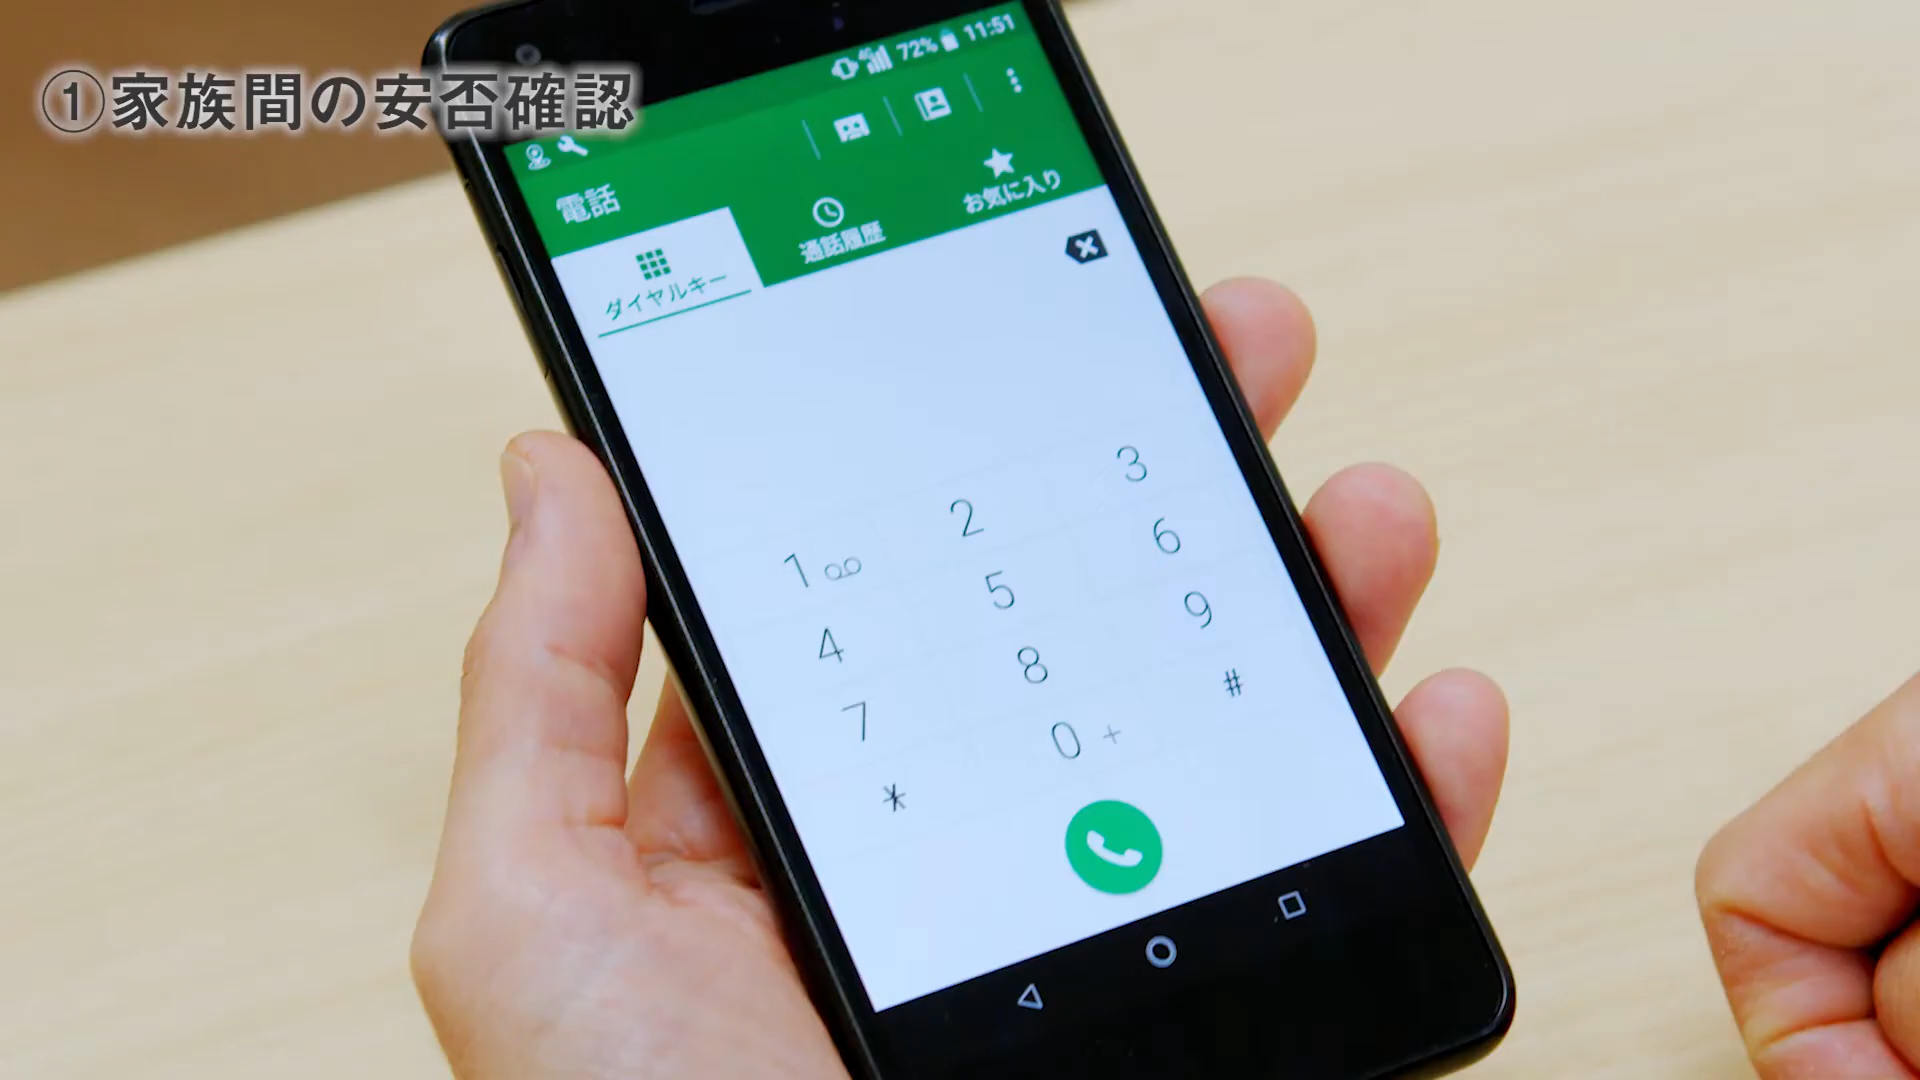 ①家族間の安否確認
72% 11:51
電話
ダイヤルキー
通話履歴
お気に入り
1 2 3
4 5 6
7 8 9
* 0 + #